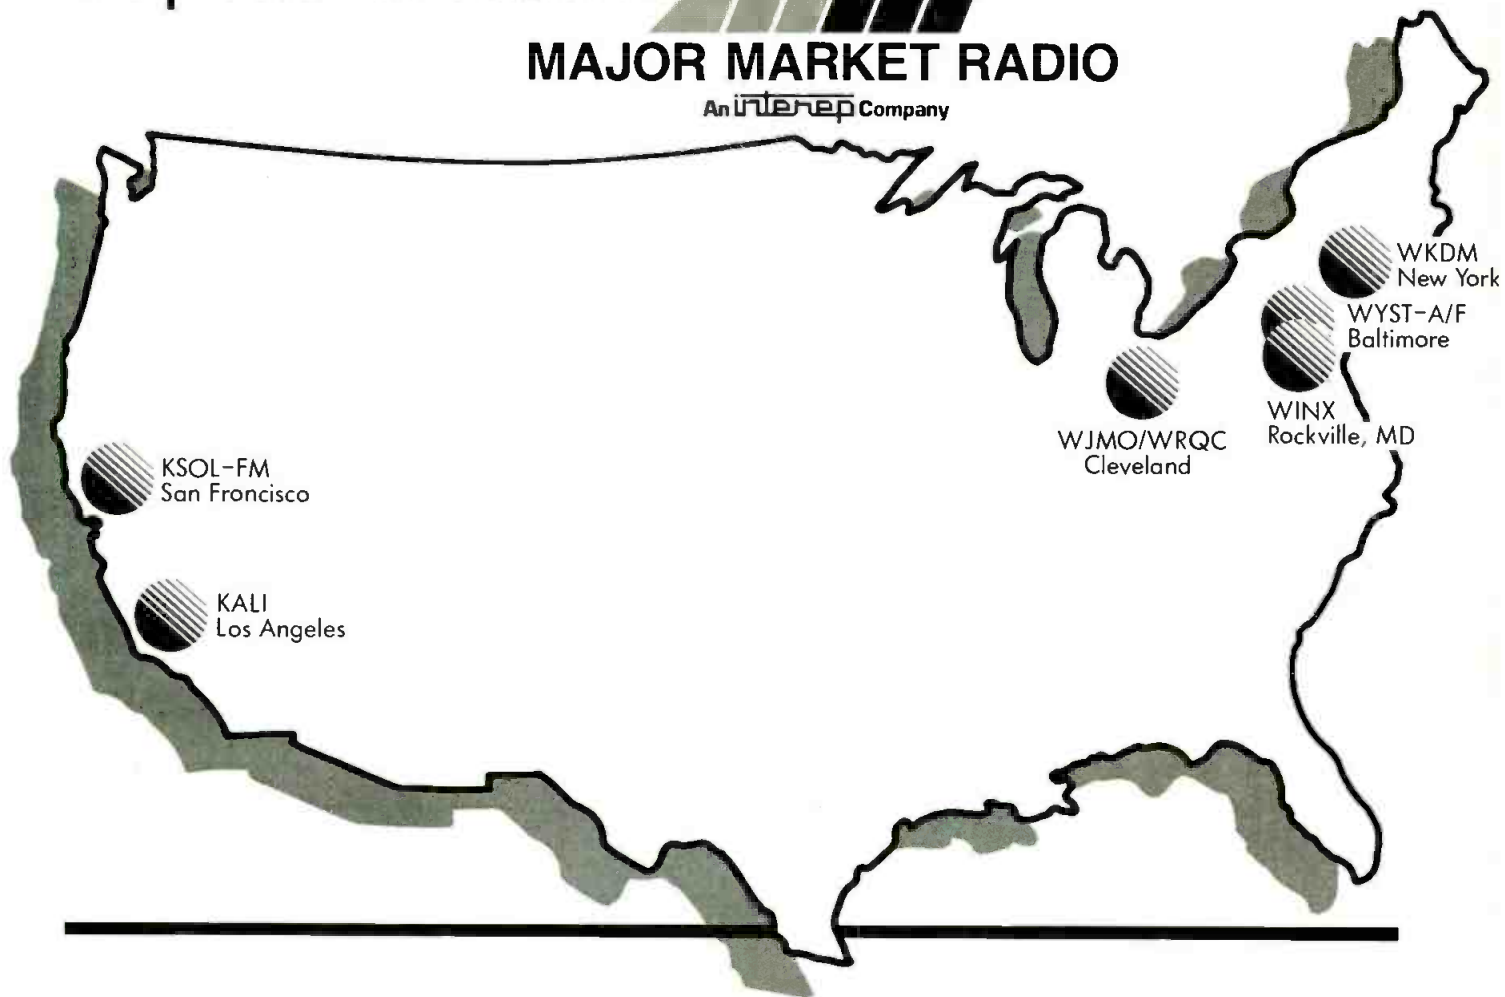 MAJOR MARKET RADIO
An interep Company
WKDM
New York
WYST-A/F
Baltimore
WINX
Rockville, MD
WJMO/WRQC
Cleveland
KSOL-FM
San Froncisco
KALI
Los Angeles